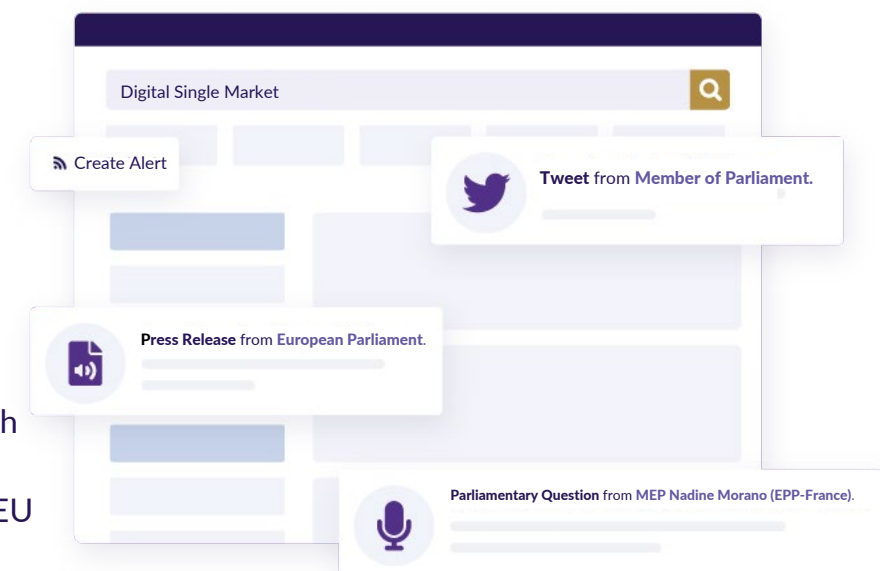 Digital Single Market
Create Alert
Tweet from Member of Parliament.
Press Release from European Parliament.
h
EU
Parliamentary Question from MEP Nadine Morano (EPP-France).